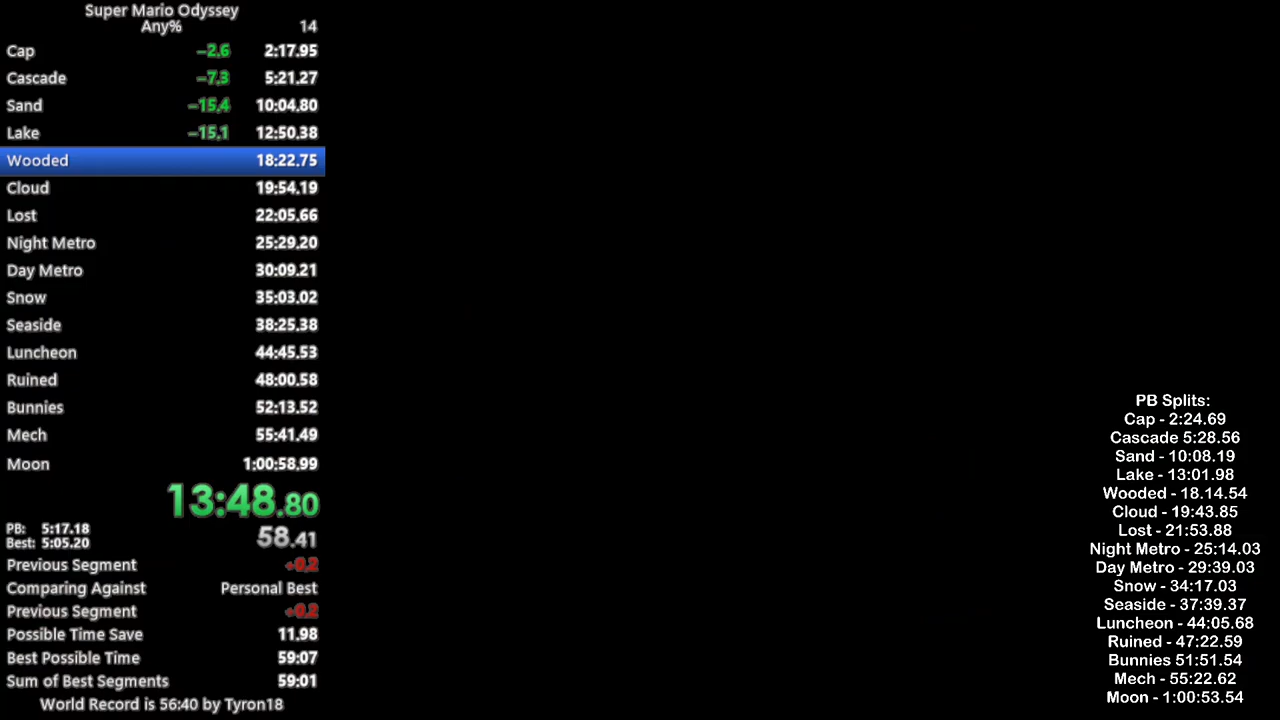 Super Mario Odyssey
Any% 14
Cap -2.6 2:17.95
Cascade -7.3 5:21.27
Sand -15.4 10:04.80
Lake -15.1 12:50.38
Wooded 18:22.75
Cloud 19:54.19
Lost 22:05.66
Night Metro 25:29.20
Day Metro 30:09.21
Snow 35:03.02
Seaside 38:25.38
Luncheon 44:45.53
Ruined 48:00.58
Bunnies 52:13.52
Mech 55:41.49
Moon 1:00:58.99
13:48.80
PB: 5:17.18
Best: 5:05.20
58.41
Previous Segment +0.2
Comparing Against Personal Best
Previous Segment +0.2
Possible Time Save 11.98
Best Possible Time 59:07
Sum of Best Segments 59:01
World Record is 56:40 by Tyron18
PB Splits:
Cap - 2:24.69
Cascade 5:28.56
Sand - 10:08.19
Lake - 13:01.98
Wooded - 18.14.54
Cloud - 19:43.85
Lost - 21:53.88
Night Metro - 25:14.03
Day Metro - 29:39.03
Snow - 34:17.03
Seaside - 37:39.37
Luncheon - 44:05.68
Ruined - 47:22.59
Bunnies 51:51.54
Mech - 55:22.62
Moon - 1:00:53.54